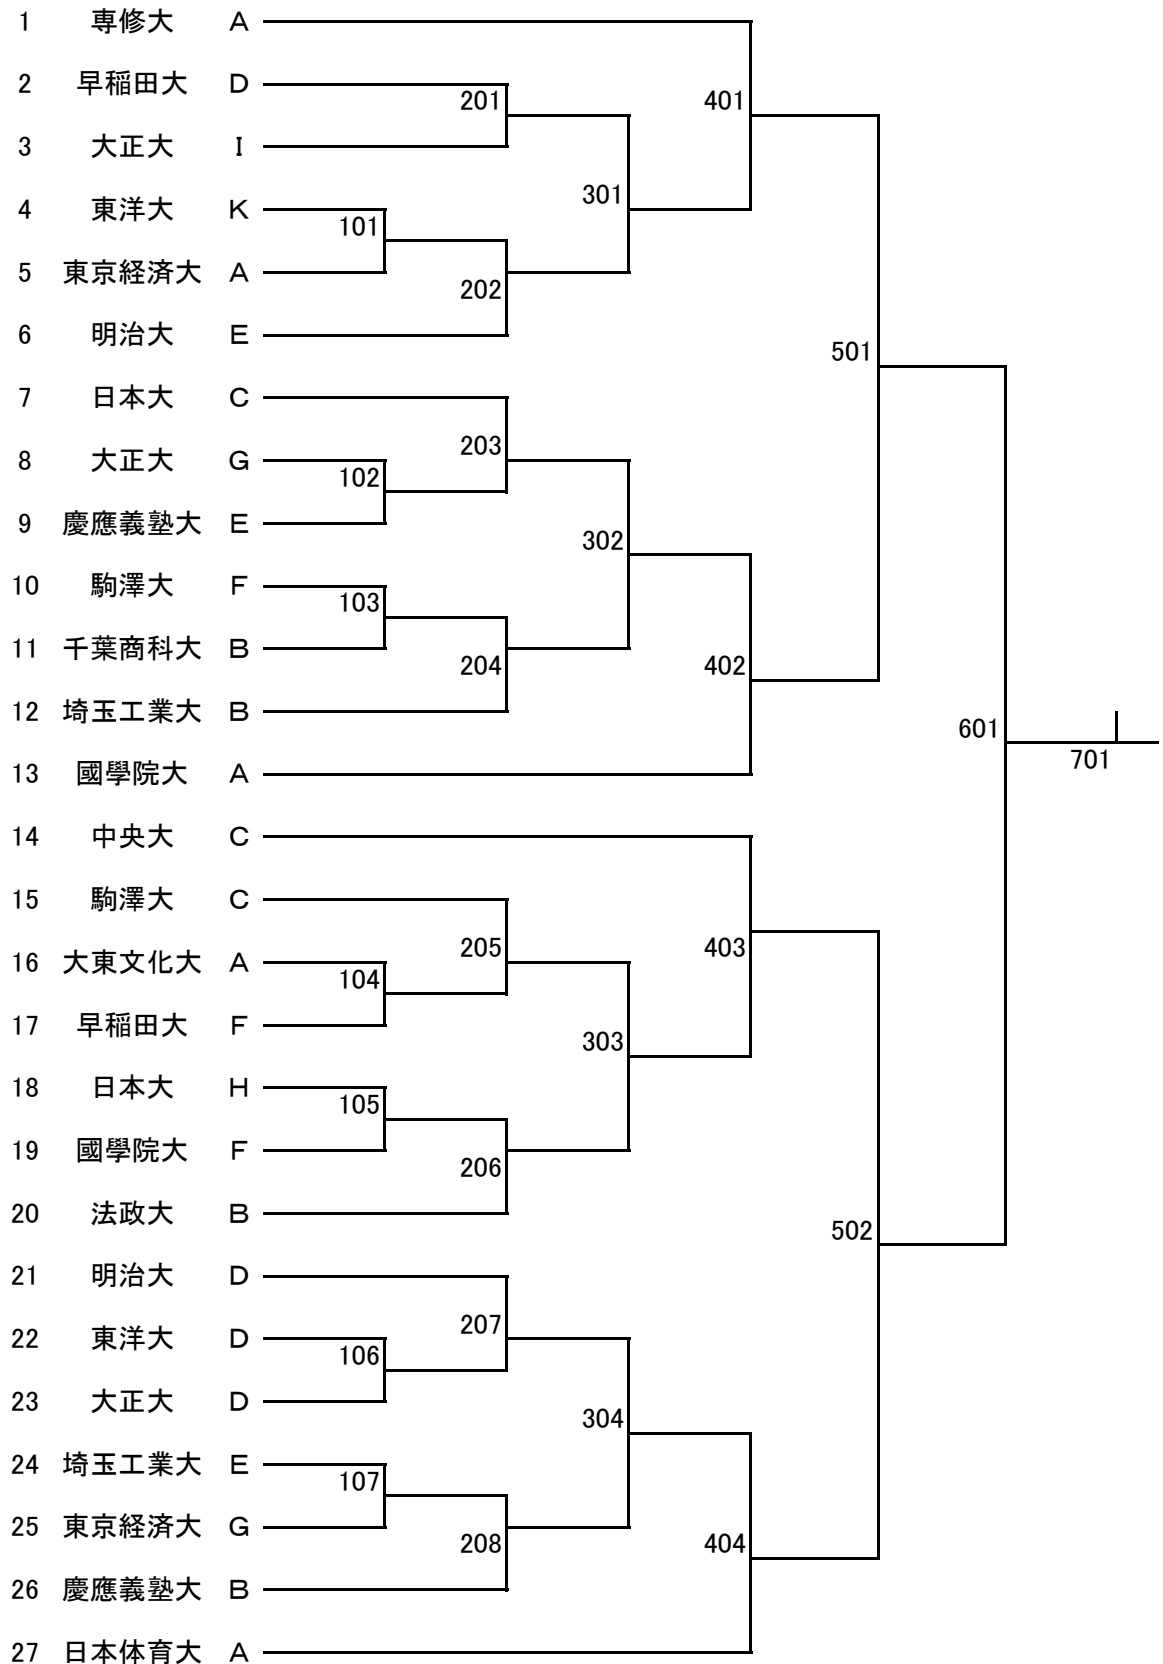 1 専修大 A
2 早稲田大 D
201 401
3 大正大 I
301
4 東洋大 K
101
5 東京経済大 A
202
6 明治大 E
501
7 日本大 C
203
8 大正大 G
102
9 慶應義塾大 E
302
10 駒澤大 F
103
11 千葉商科大 B
204 402
12 埼玉工業大 B
601
701
13 國學院大 A
14 中央大 C
15 駒澤大 C
205 403
16 大東文化大 A
104
17 早稲田大 F
303
18 日本大 H
105
19 國學院大 F
206
20 法政大 B
502
21 明治大 D
207
22 東洋大 D
106
23 大正大 D
304
24 埼玉工業大 E
107
25 東京経済大 G
208 404
26 慶應義塾大 B
27 日本体育大 A